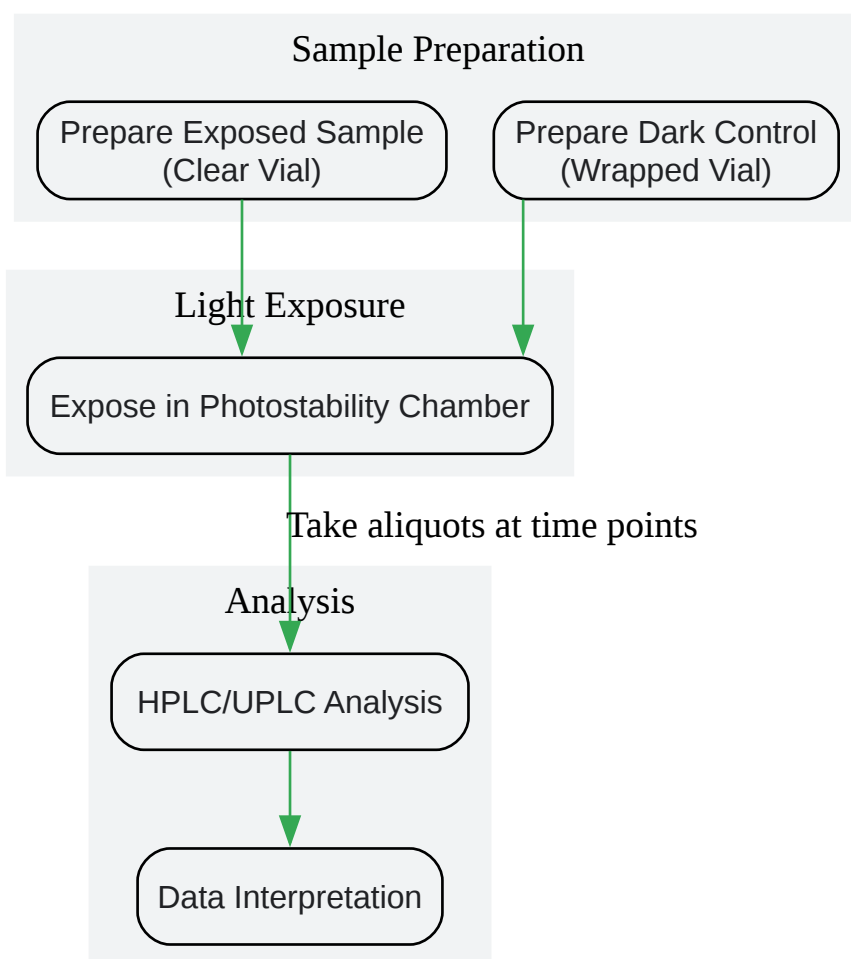 Sample Preparation
Prepare Exposed Sample
(Clear Vial)
Prepare Dark Control
(Wrapped Vial)
Light Exposure
Expose in Photostability Chamber
Take aliquots at time points
Analysis
HPLC/UPLC Analysis
Data Interpretation